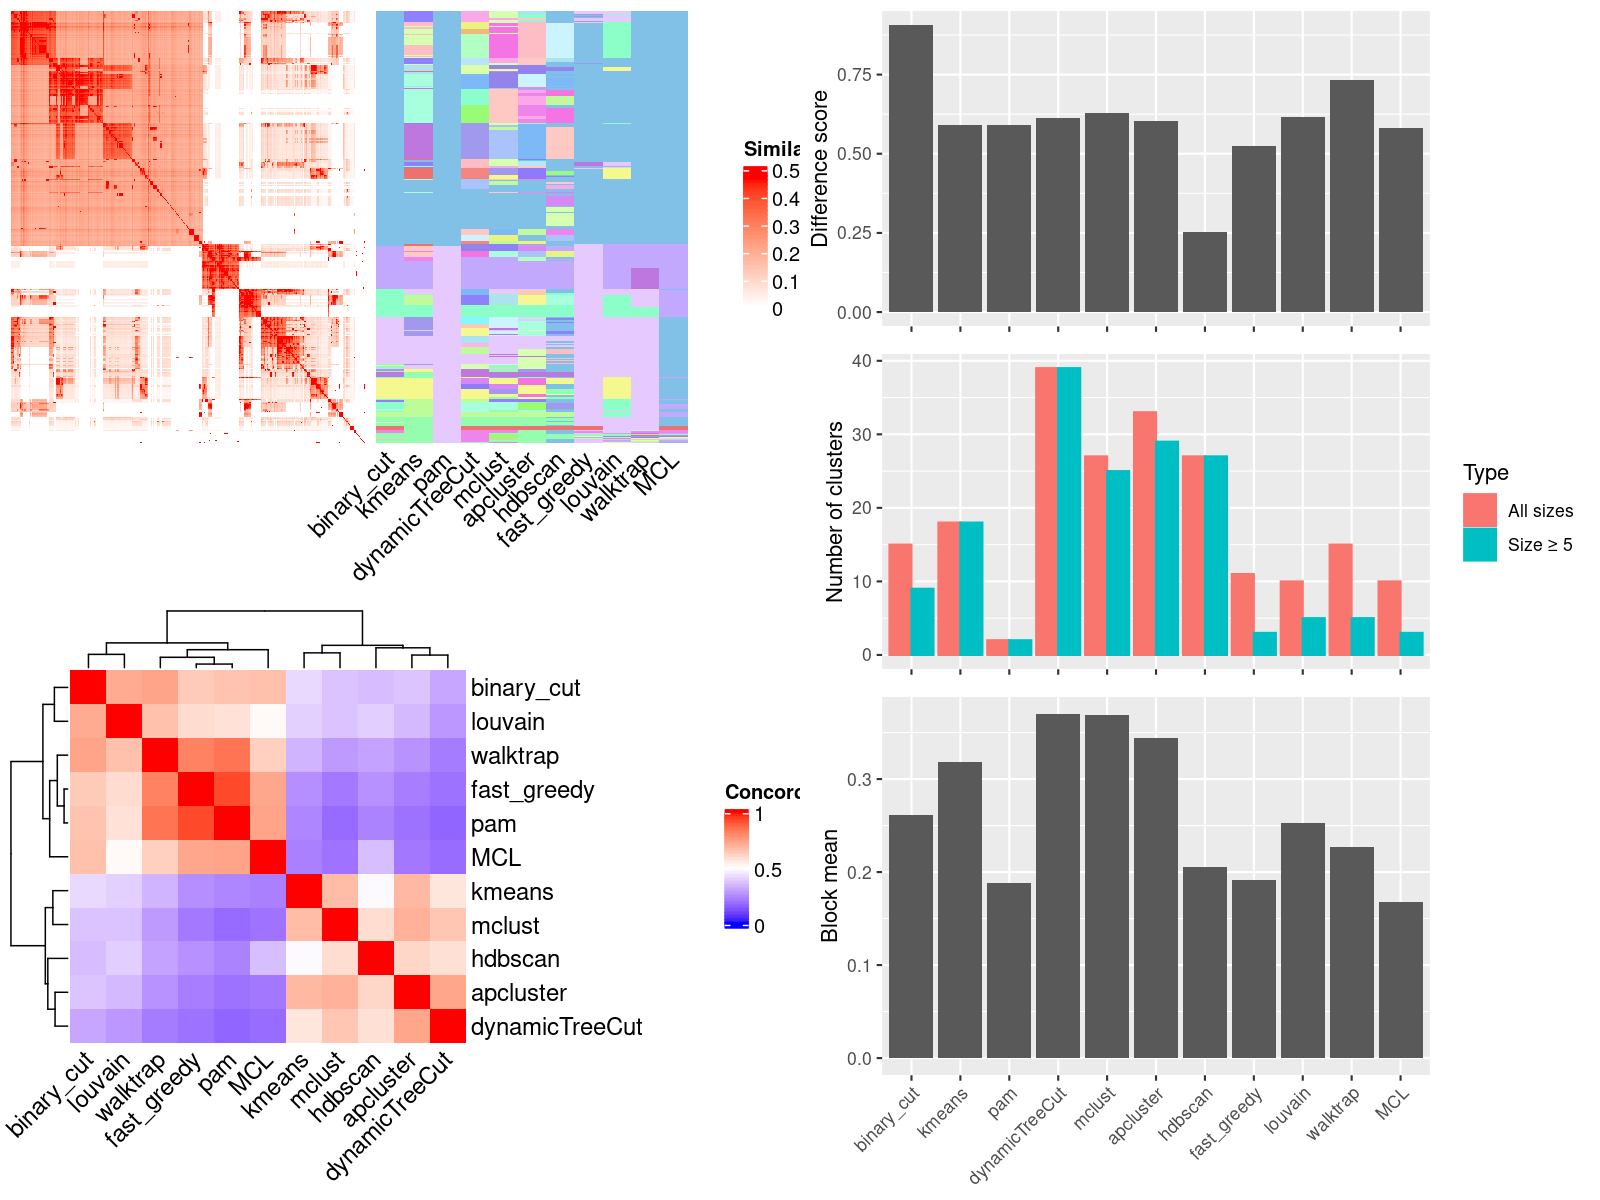 Simila
0.5
0.4
0.3
0.2
0.1
0
binary_cut
kmeans
pam
dynamicTreeCut
mclust
apcluster
hdbscan
fast_greedy
louvain
walktrap
MCL
binary_cut
louvain
walktrap
fast_greedy
pam
MCL
kmeans
mclust
hdbscan
apcluster
dynamicTreeCut
binary_cut
louvain
walktrap
fast_greedy
pam
MCL
kmeans
mclust
hdbscan
apcluster
dynamicTreeCut
Concord
1
0.5
0
Difference score
0.75
0.50
0.25
0.00
Number of clusters
40
30
20
10
0
Type
All sizes
Size ≥ 5
Block mean
0.3
0.2
0.1
0.0
binary_cut
kmeans
pam
dynamicTreeCut
mclust
apcluster
hdbscan
fast_greedy
louvain
walktrap
MCL